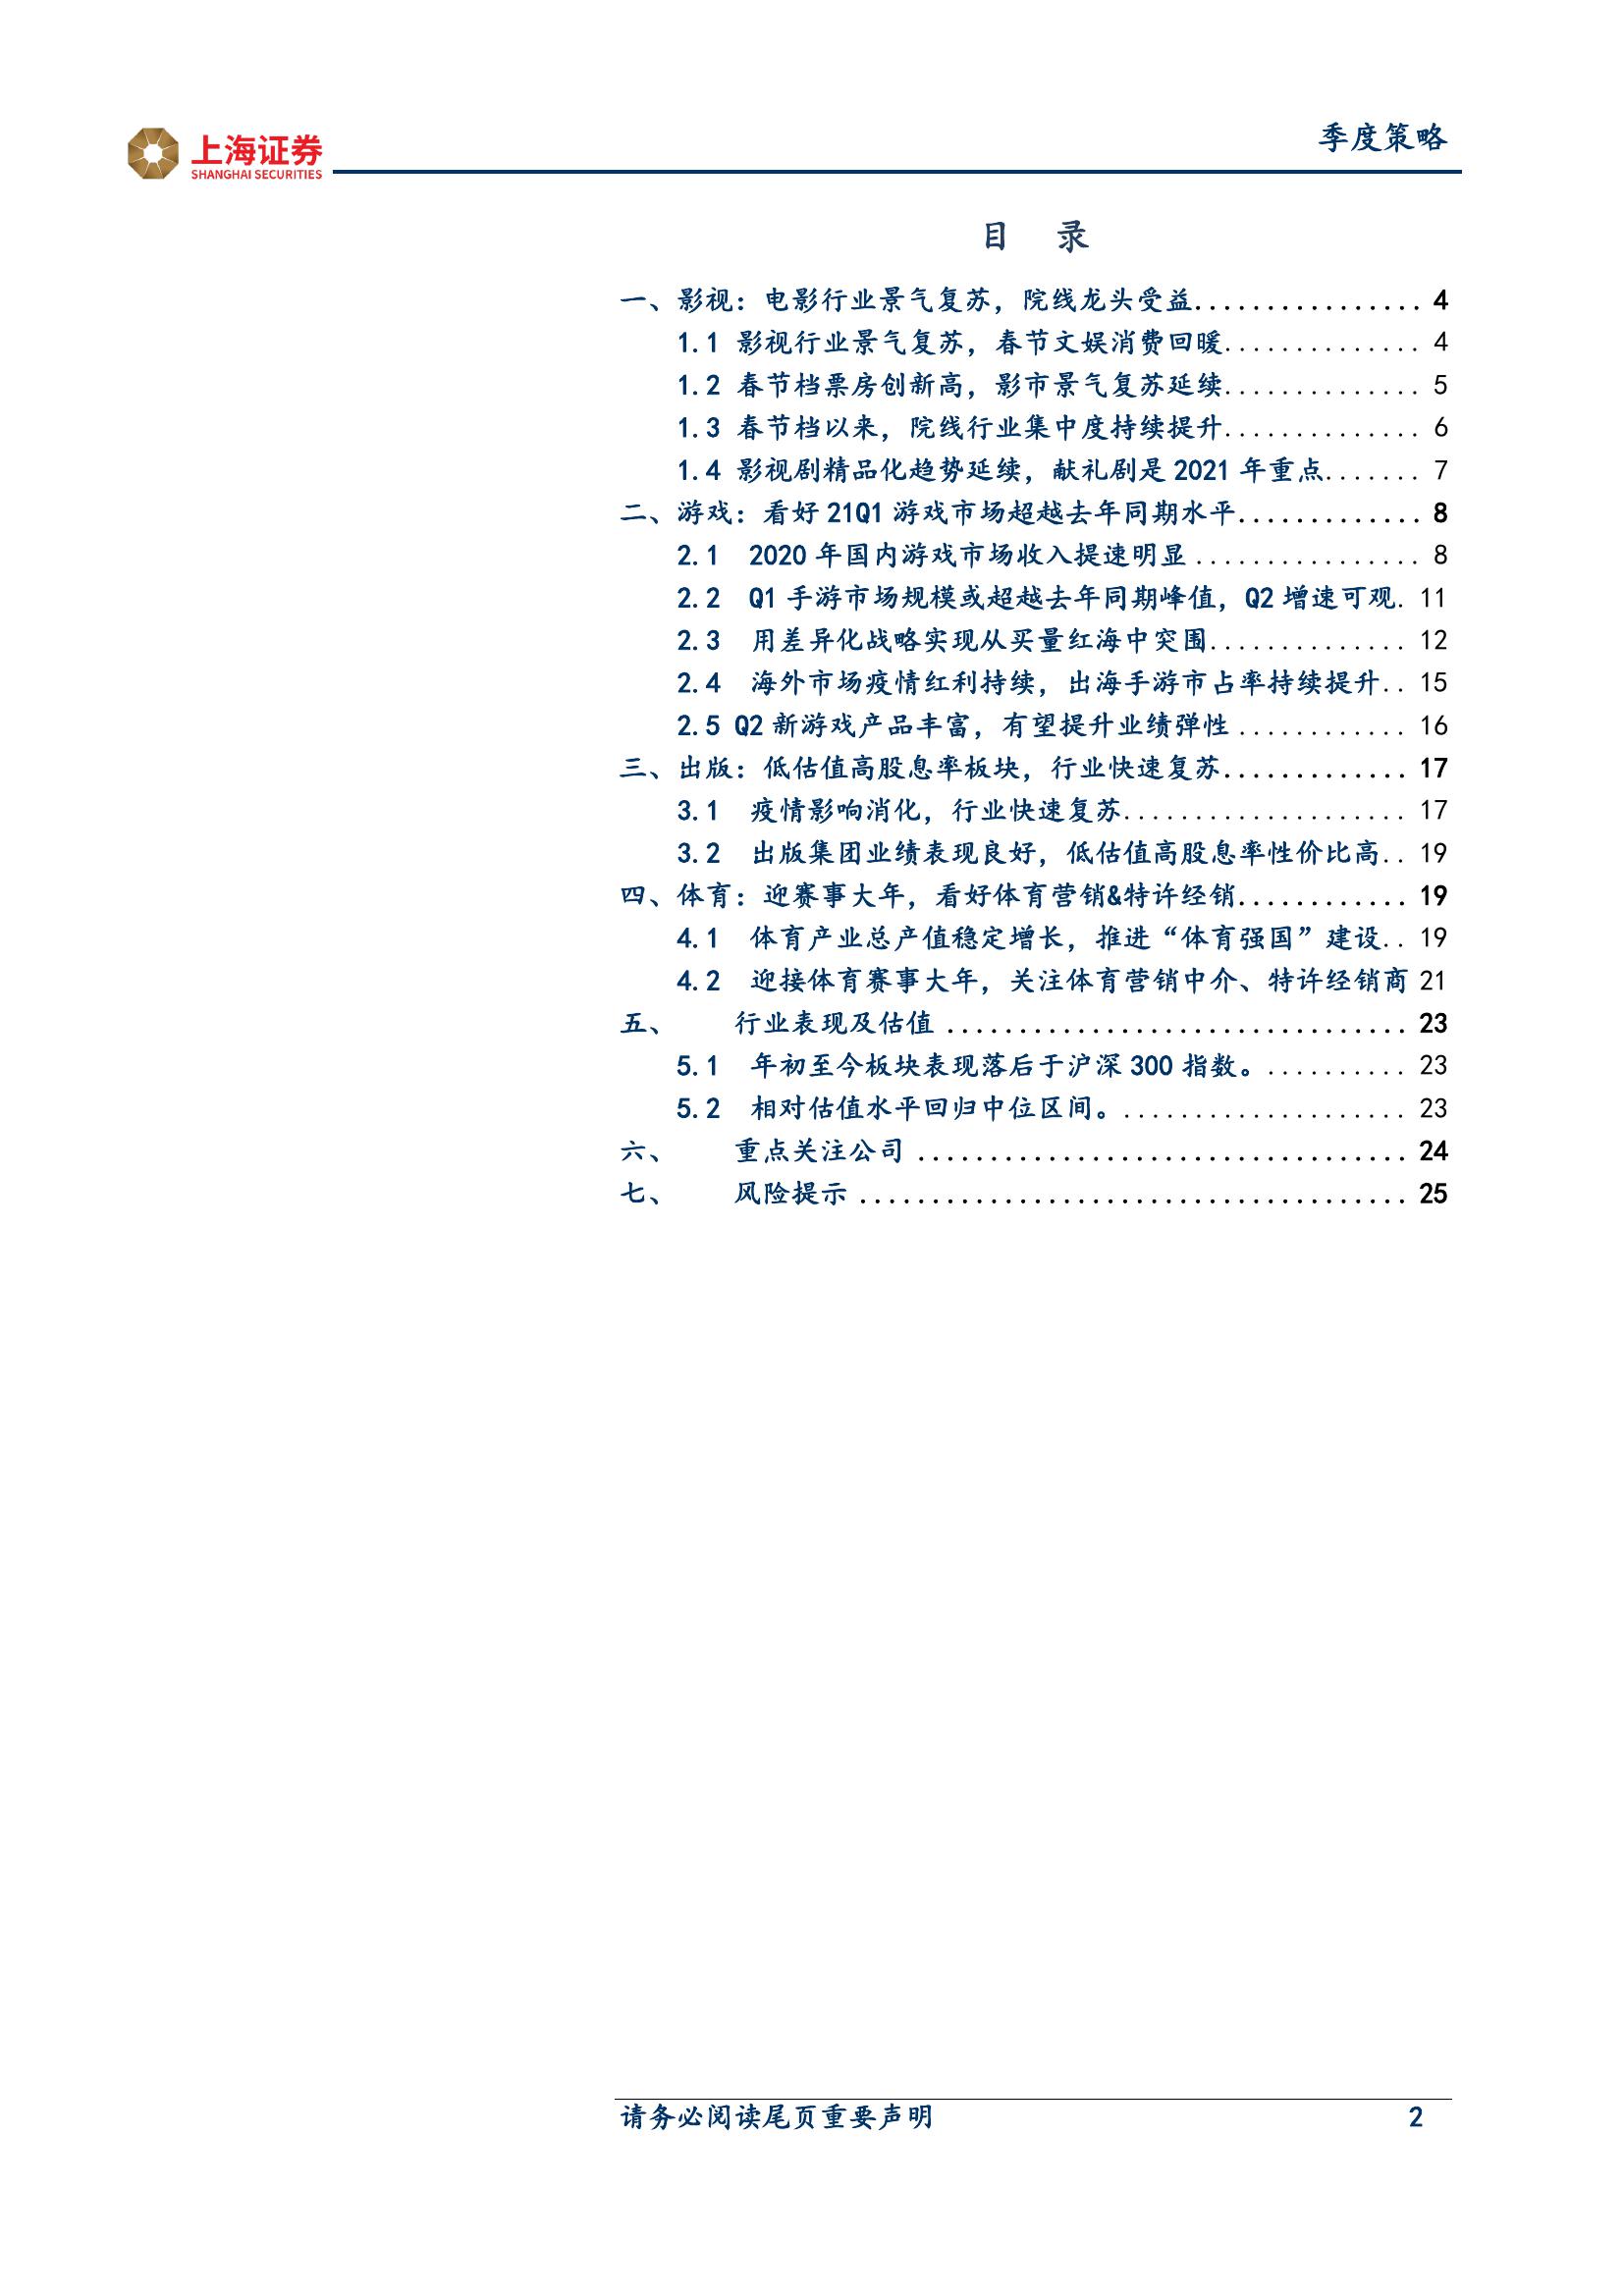 上海证券
SHANGHAI SECURITIES
季度策略
目 录
一、影视：电影行业景气复苏，院线龙头受益................ 4
1.1 影视行业景气复苏，春节文娱消费回暖.............. 4
1.2 春节档票房创新高，影市景气复苏延续.............. 5
1.3 春节档以来，院线行业集中度持续提升.............. 6
1.4 影视剧精品化趋势延续，献礼剧是 2021 年重点....... 7
二、游戏：看好 21Q1 游戏市场超越去年同期水平............. 8
2.1 2020 年国内游戏市场收入提速明显 ................ 8
2.2 Q1 手游市场规模或超越去年同期峰值，Q2 增速可观. 11
2.3 用差异化战略实现从买量红海中突围.............. 12
2.4 海外市场疫情红利持续，出海手游市占率持续提升.. 15
2.5 Q2 新游戏产品丰富，有望提升业绩弹性 ............ 16
三、出版：低估值高股息率板块，行业快速复苏............. 17
3.1 疫情影响消化，行业快速复苏.................... 17
3.2 出版集团业绩表现良好，低估值高股息率性价比高.. 19
四、体育：迎赛事大年，看好体育营销&特许经销............ 19
4.1 体育产业总产值稳定增长，推进“体育强国”建设.. 19
4.2 迎接体育赛事大年，关注体育营销中介、特许经销商 21
五、 行业表现及估值 ................................ 23
5.1 年初至今板块表现落后于沪深 300 指数。.......... 23
5.2 相对估值水平回归中位区间。.................... 23
六、 重点关注公司 .................................. 24
七、 风险提示 ...................................... 25
请务必阅读尾页重要声明 2